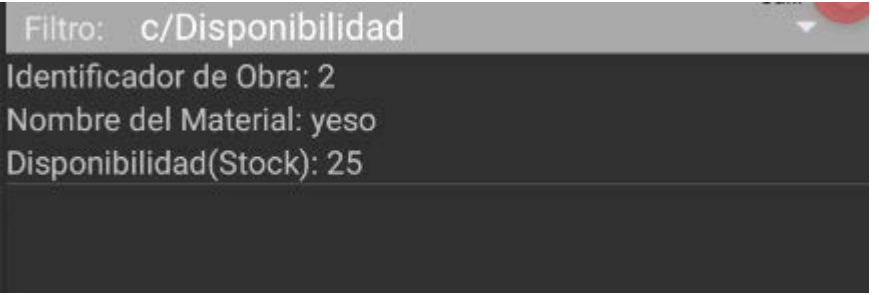 Filtro: c/Disponibilidad
Identificador de Obra: 2
Nombre del Material: yeso
Disponibilidad(Stock): 25